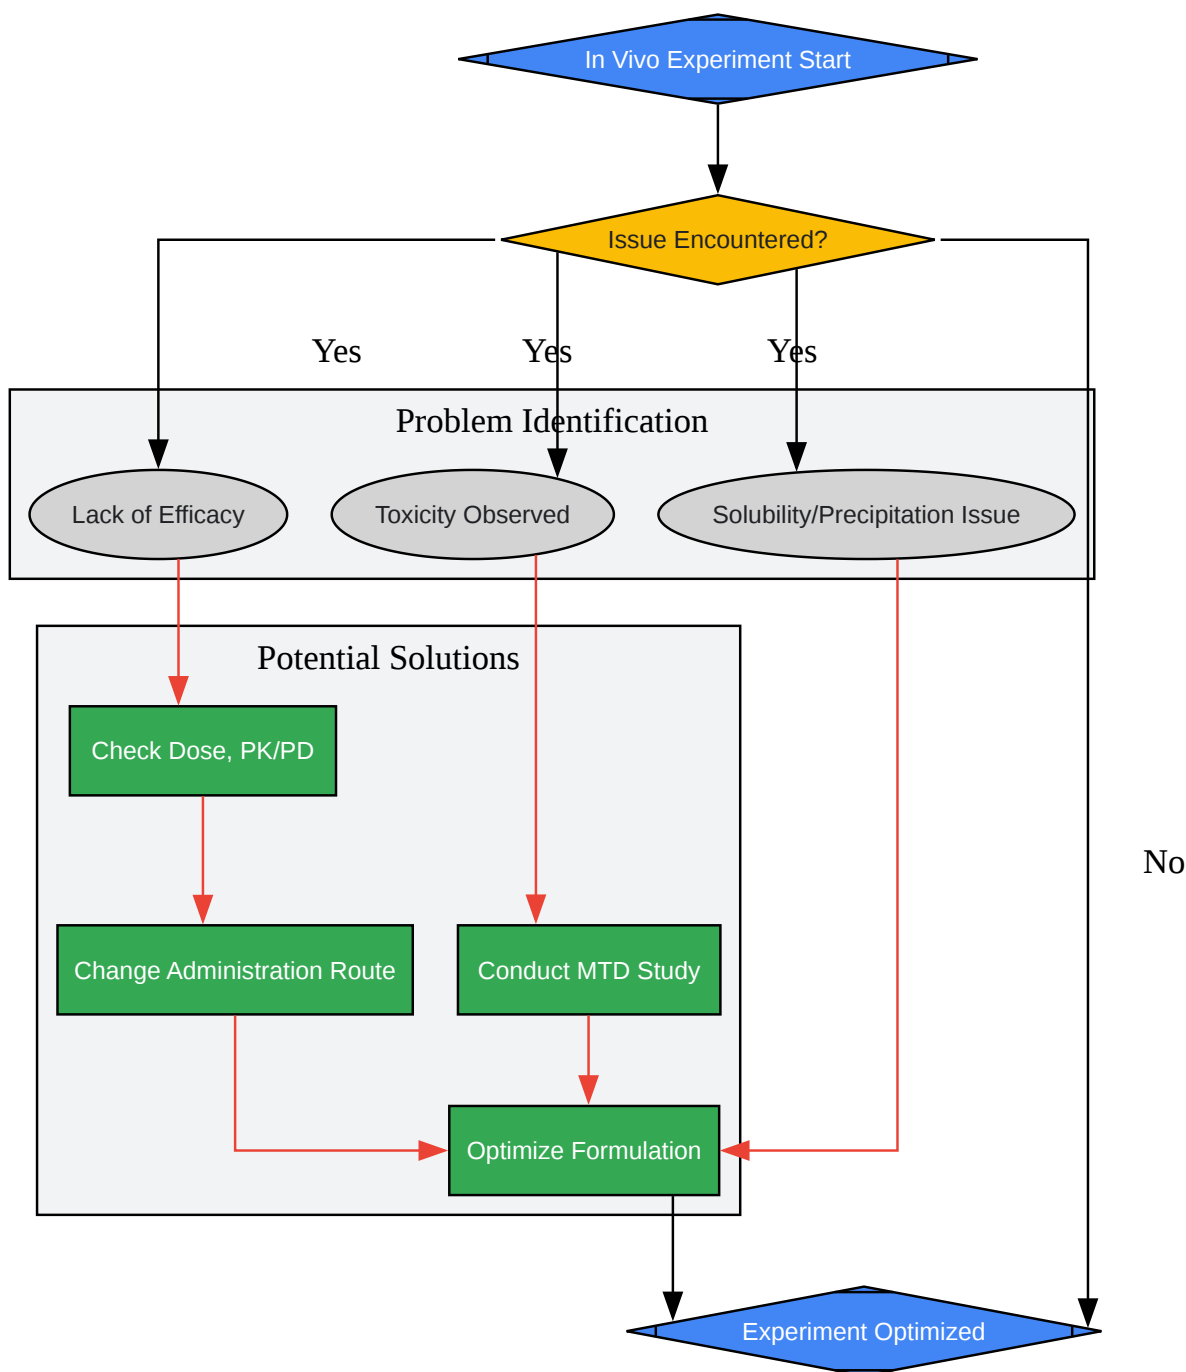 In Vivo Experiment Start
Issue Encountered?
Yes
Yes
Yes
Problem Identification
Lack of Efficacy
Toxicity Observed
Solubility/Precipitation Issue
Potential Solutions
Check Dose, PK/PD
No
Change Administration Route
Conduct MTD Study
Optimize Formulation
Experiment Optimized